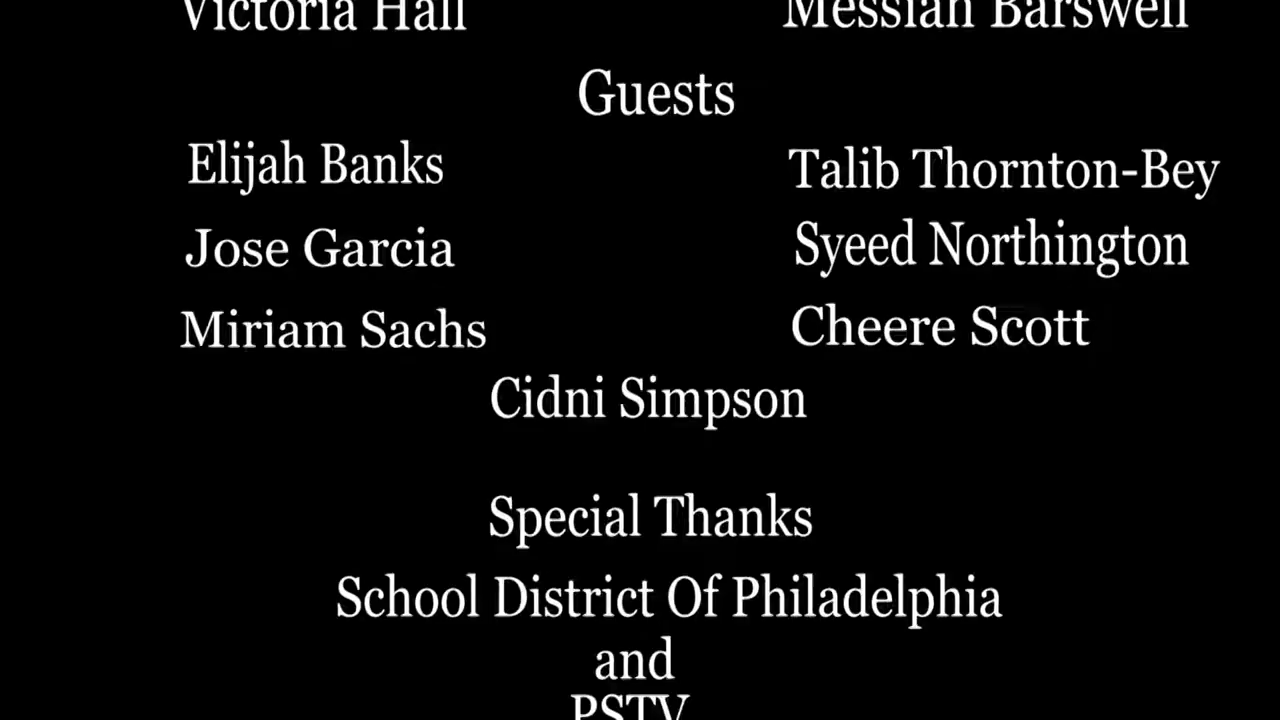 Victoria Hall Messiah Barswell
Guests
Elijah Banks Talib Thornton-Bey
Jose Garcia Syeed Northington
Miriam Sachs Cheere Scott
Cidni Simpson
Special Thanks
School District Of Philadelphia
and
PSTV